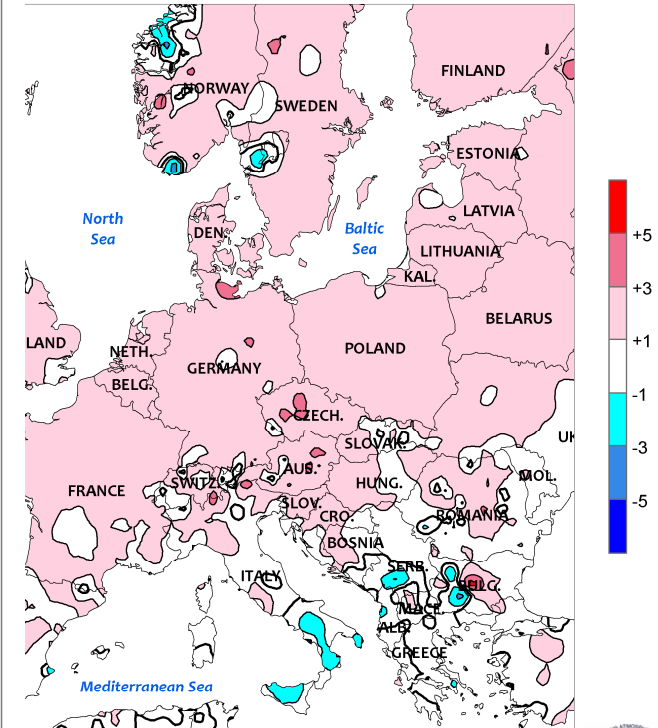 FINLAND
NORWAY
SWEDEN
ESTONIA
North
Sea
LATVIA
Baltic
Sea
DEN.
LITHUANIA
KAL.
BELARUS
LAND
NETH.
POLAND
GERMANY
BELG.
CZECH.
SLOVAK.
UK
AUS.
MOL.
SWITZ.
HUNG.
FRANCE
SLOV.
CRO.
ROMANIA
BOSNIA
SERB.
ITALY
BULG.
MACE.
ALB.
GREECE
Mediterranean Sea
+5
+3
+1
-1
-3
-5